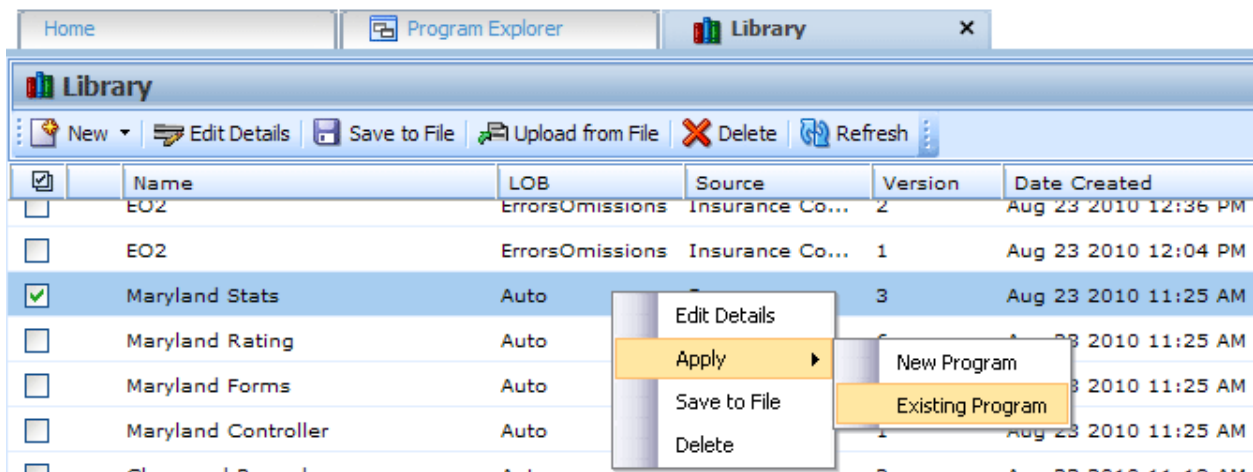 Home Program Explorer Library ×
Library
New Edit Details Save to File Upload from File Delete Refresh
Name LOB Source Version Date Created
EO2 ErrorsOmissions Insurance Co... 2 Aug 23 2010 12:36 PM
EO2 ErrorsOmissions Insurance Co... 1 Aug 23 2010 12:04 PM
Maryland Stats Auto 3 Aug 23 2010 11:25 AM
Edit Details
Maryland Rating Auto 2010 11:25 AM
Apply New Program
Maryland Forms Auto 2010 11:25 AM
Save to File Existing Program
Maryland Controller Auto 1 Aug 23 2010 11:25 AM
Delete